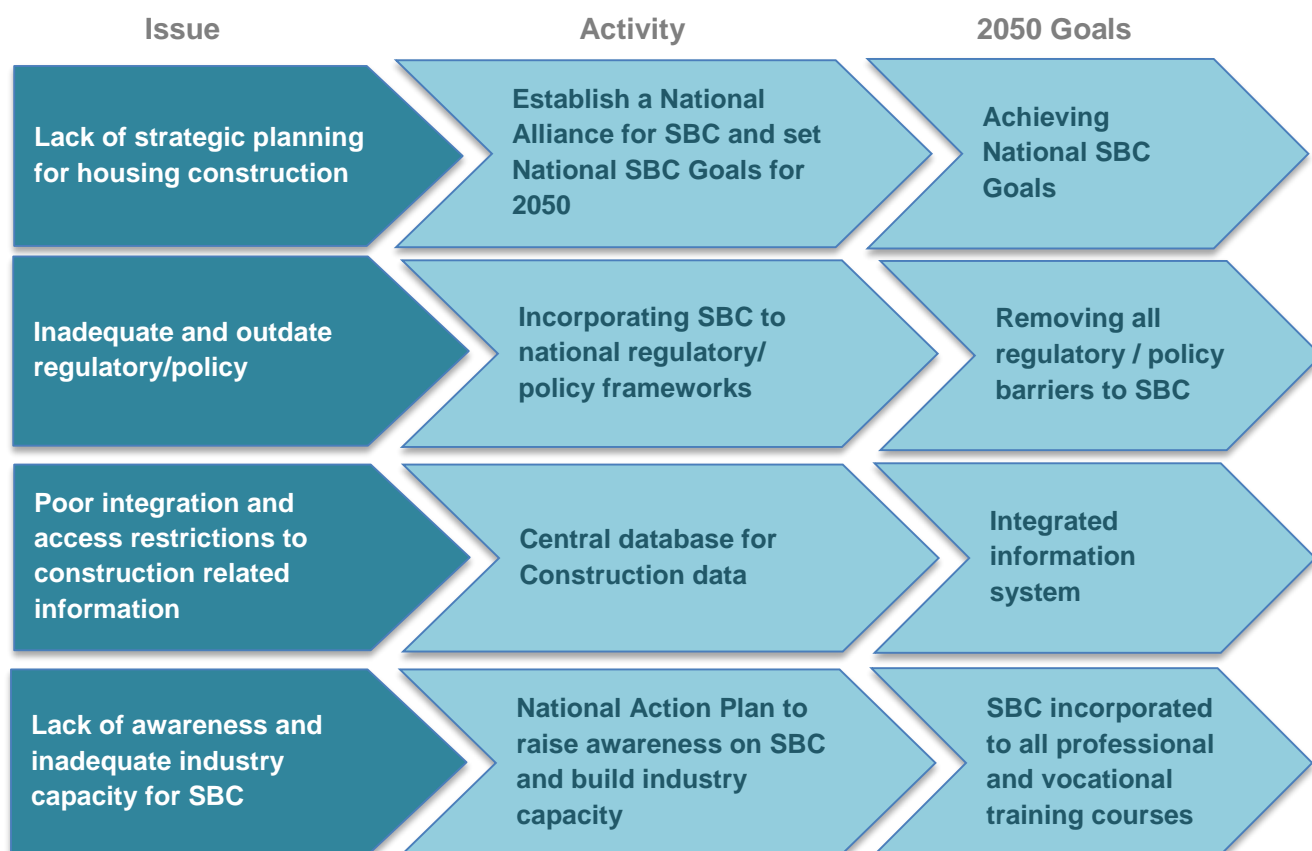 Issue
Activity
2050 Goals
Lack of strategic planning
for housing construction
Establish a National
Alliance for SBC and set
National SBC Goals for
2050
Achieving
National SBC
Goals
Inadequate and outdate
regulatory/policy
Incorporating SBC to
national regulatory/
policy frameworks
Removing all
regulatory / policy
barriers to SBC
Poor integration and
access restrictions to
construction related
information
Central database for
Construction data
Integrated
information
system
Lack of awareness and
inadequate industry
capacity for SBC
National Action Plan to
raise awareness on SBC
and build industry
capacity
SBC incorporated
to all professional
and vocational
training courses